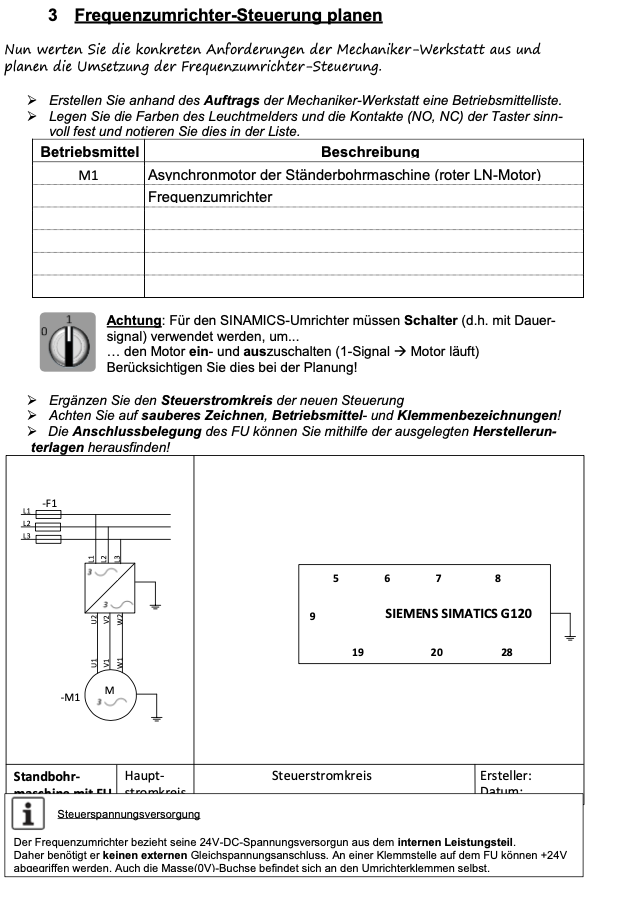 3 Frequenzumrichter-Steuerung planen
Nun werten Sie die konkreten Anforderungen der Mechaniker-Werkstatt aus und
planen die Umsetzung der Frequenzumrichter-Steuerung.
➢ Erstellen Sie anhand des Auftrags der Mechaniker-Werkstatt eine Betriebsmittelliste.
➢ Legen Sie die Farben des Leuchtmelders und die Kontakte (NO, NC) der Taster sinn-
voll fest und notieren Sie dies in der Liste.
Betriebsmittel Beschreibung
M1 Asynchronmotor der Ständerbohrmaschine (roter LN-Motor)
Frequenzumrichter
0 1
Achtung: Für den SINAMICS-Umrichter müssen Schalter (d.h. mit Dauer-
signal) verwendet werden, um...
… den Motor ein- und auszuschalten (1-Signal → Motor läuft)
Berücksichtigen Sie dies bei der Planung!
➢ Ergänzen Sie den Steuerstromkreis der neuen Steuerung
➢ Achten Sie auf sauberes Zeichnen, Betriebsmittel- und Klemmenbezeichnungen!
➢ Die Anschlussbelegung des FU können Sie mithilfe der ausgelegten Herstellerun-
terlagen herausfinden!
-F1
L1
L2
L3
L1 L2 L3
3
3
U2 V2 W2
U1 V1 W1
-M1
M
3
5 6 7 8
9 SIEMENS SIMATICS G120
19 20 28
Standbohr- Haupt- Steuerstromkreis Ersteller:
maschine mit FU stromkreis Datum:
i Steuerspannungsversorgung
Der Frequenzumrichter bezieht seine 24V-DC-Spannungsversorgun aus dem internen Leistungsteil.
Daher benötigt er keinen externen Gleichspannungsanschluss. An einer Klemmstelle auf dem FU können +24V
abgegriffen werden. Auch die Masse(0V)-Buchse befindet sich an den Umrichterklemmen selbst.